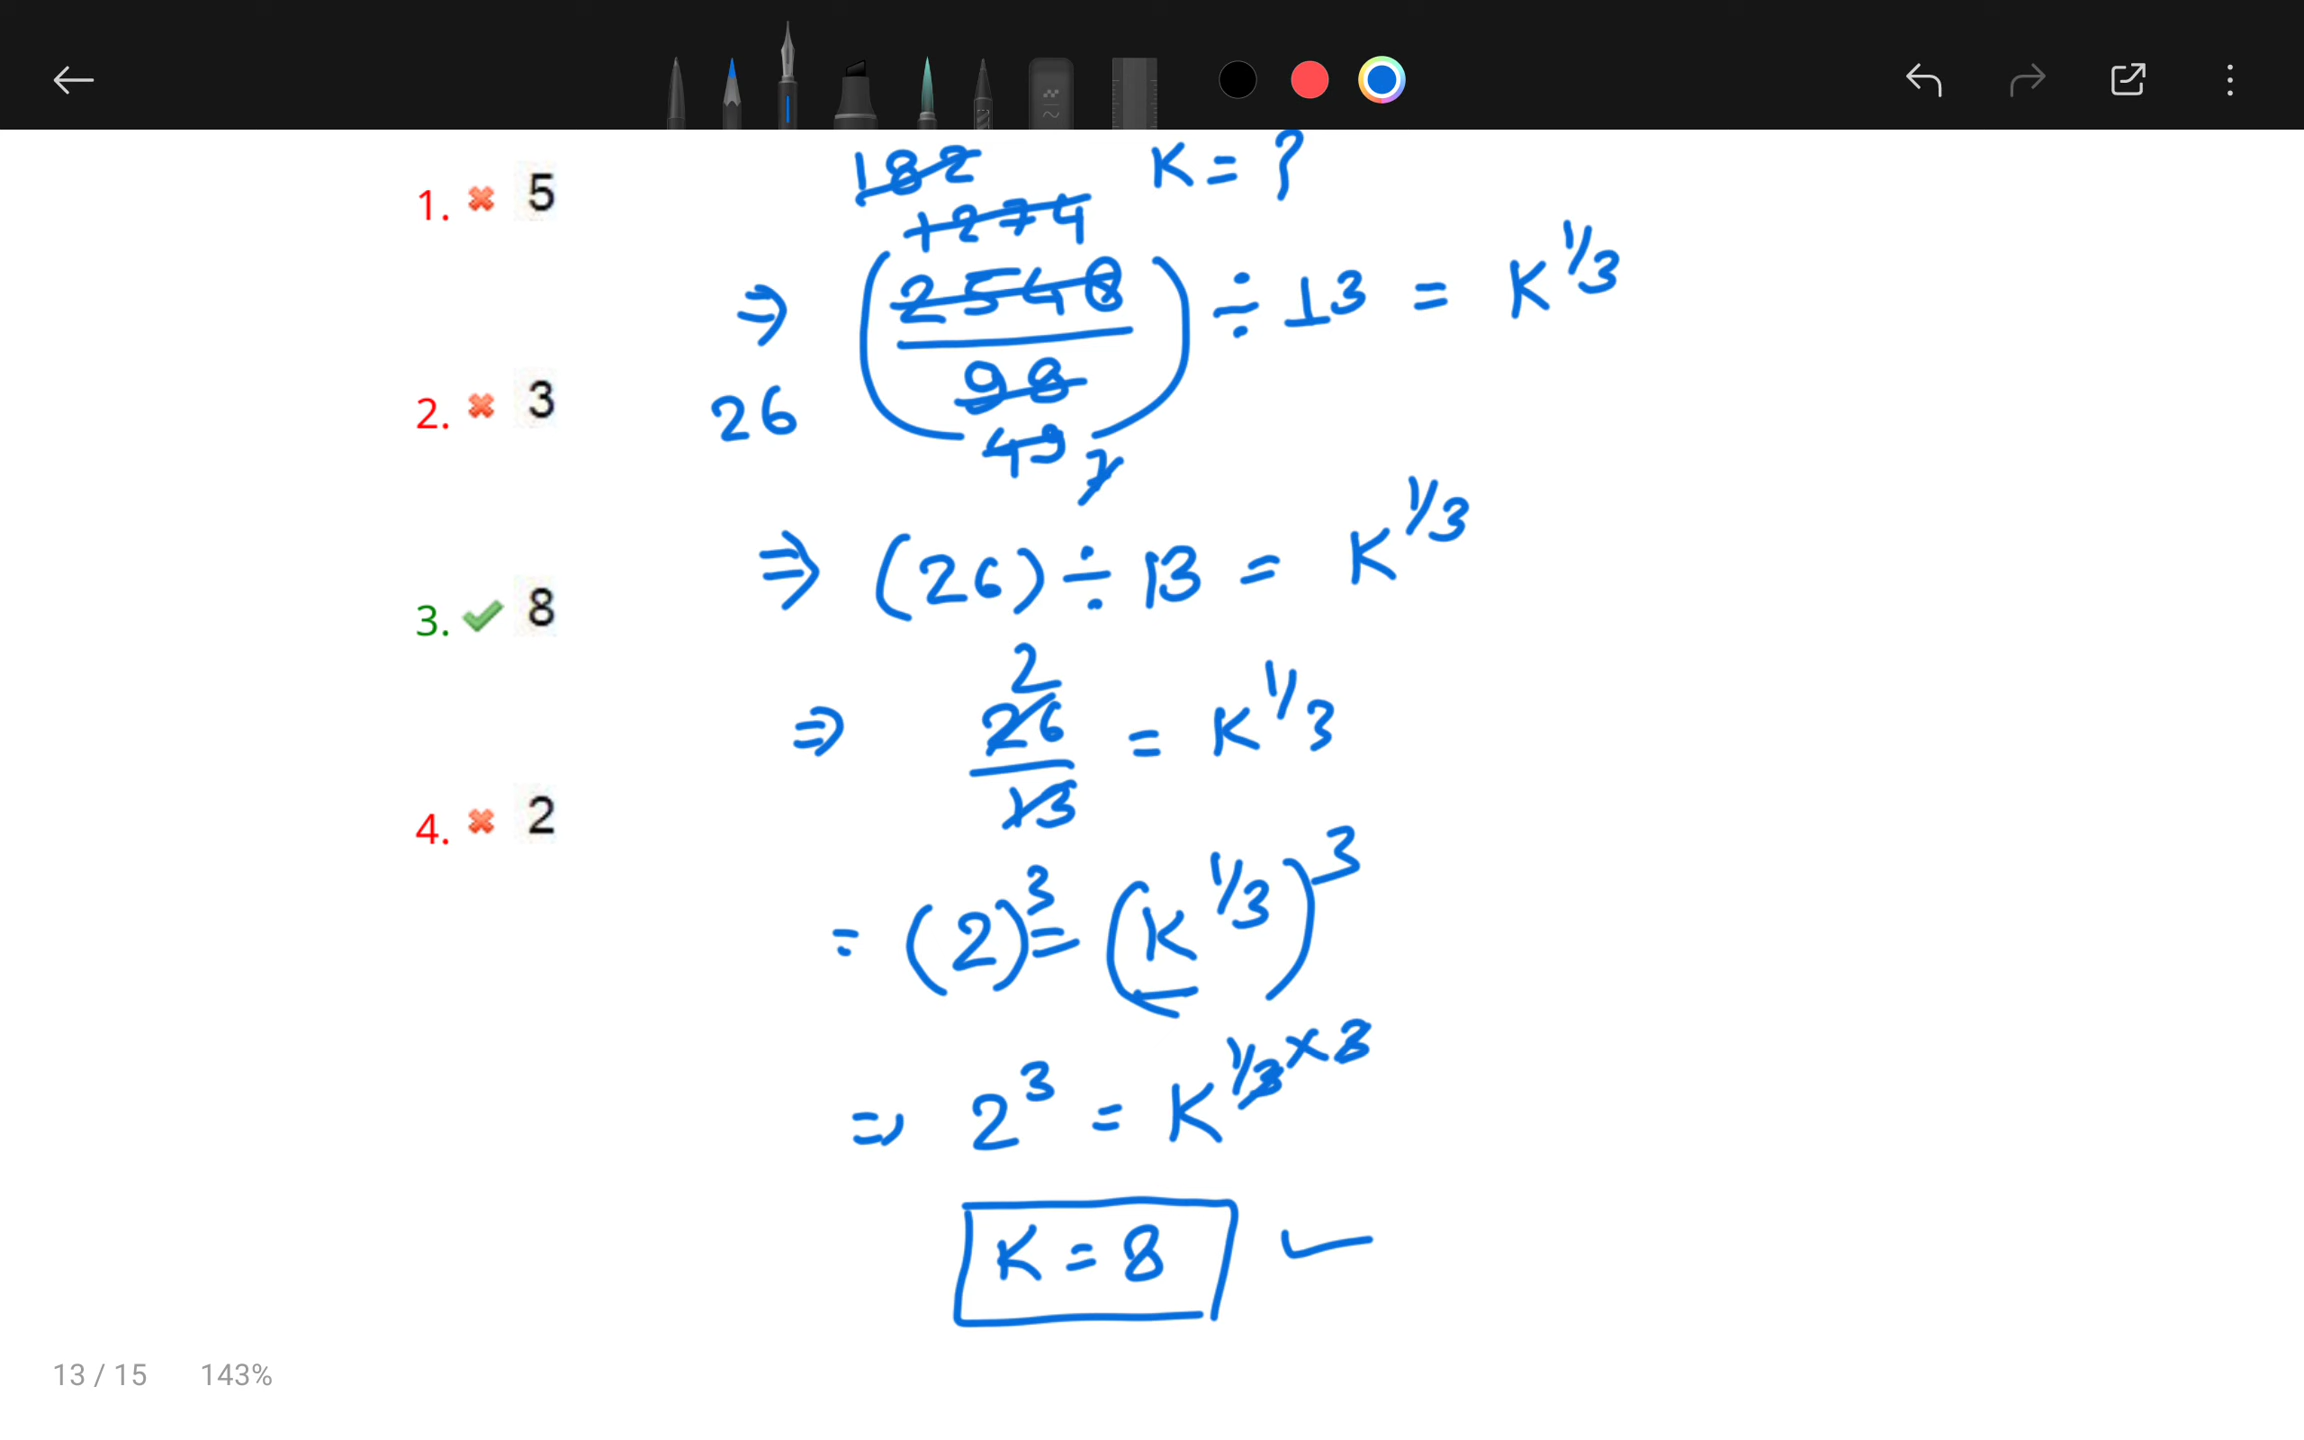 1. 5
2. 3
3. 8
4. 2
182 K = ?
1274
⇒ (2548 / 98) ÷ 13 = K^1/3
26
49 7
⇒ (26) ÷ 13 = K^1/3
2
⇒ 26 / 13 = K^1/3
= (2)^3 = (K^1/3)^3
⇒ 2^3 = K^1/3 × 3
K = 8
13 / 15 143%